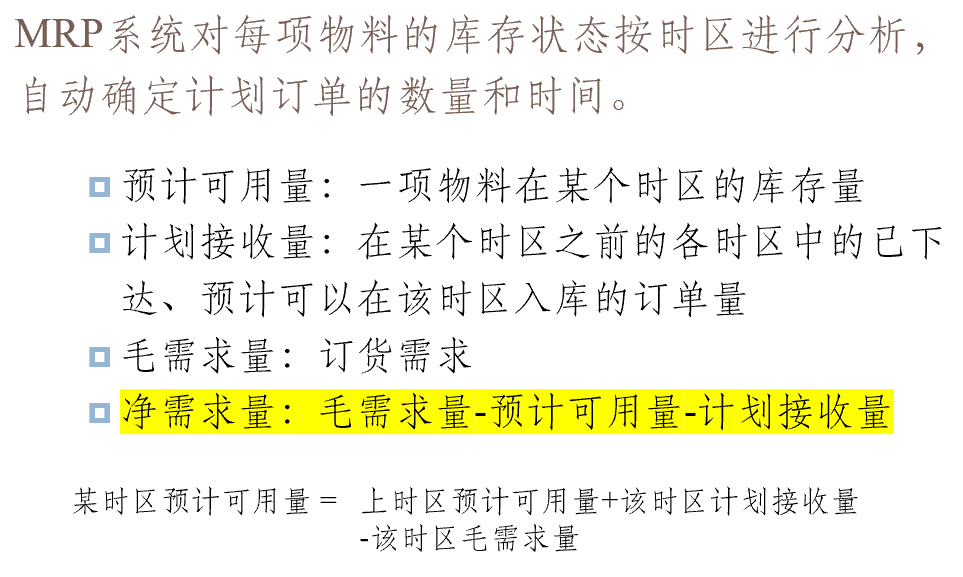 MRP系统对每项物料的库存状态按时区进行分析，
自动确定计划订单的数量和时间。
预计可用量：一项物料在某个时区的库存量
计划接收量：在某个时区之前的各时区中的已下
达、预计可以在该时区入库的订单量
毛需求量：订货需求
净需求量：毛需求量-预计可用量-计划接收量
某时区预计可用量 = 上时区预计可用量+该时区计划接收量
-该时区毛需求量